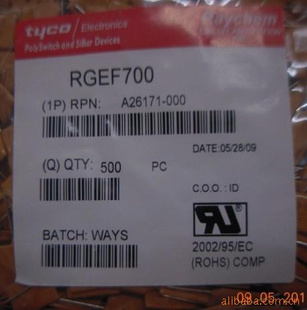 tyco / Electronics
Raychem
PolySwitch and SiBar Devices
RGEF700
(1P) RPN: A26171-000
DATE:05/28/09
(Q) QTY: 500 PC
C.O.O.: ID
BATCH: WAYS
2002/95/EC
(ROHS) COMP
09.05.201
alibaba.com.cn